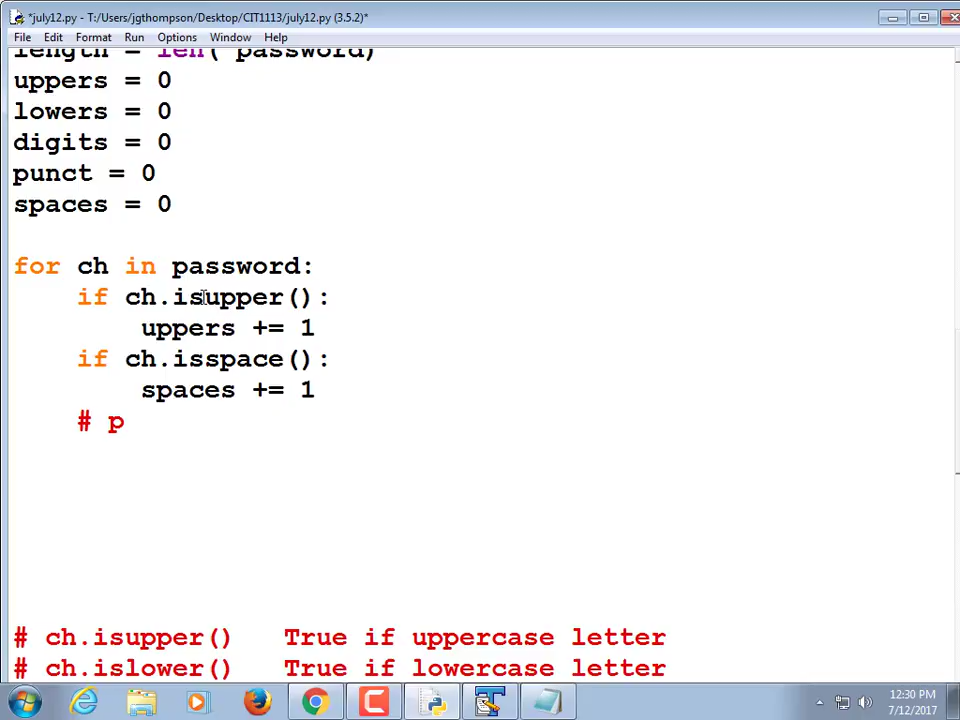 *july12.py - T:/Users/jgthompson/Desktop/CIT1113/july12.py (3.5.2)*
File Edit Format Run Options Window Help
length = len( password)
uppers = 0
lowers = 0
digits = 0
punct = 0
spaces = 0
for ch in password:
    if ch.isupper():
        uppers += 1
    if ch.isspace():
        spaces += 1
    # p
# ch.isupper()   True if uppercase letter
# ch.islower()   True if lowercase letter
12:30 PM
7/12/2017